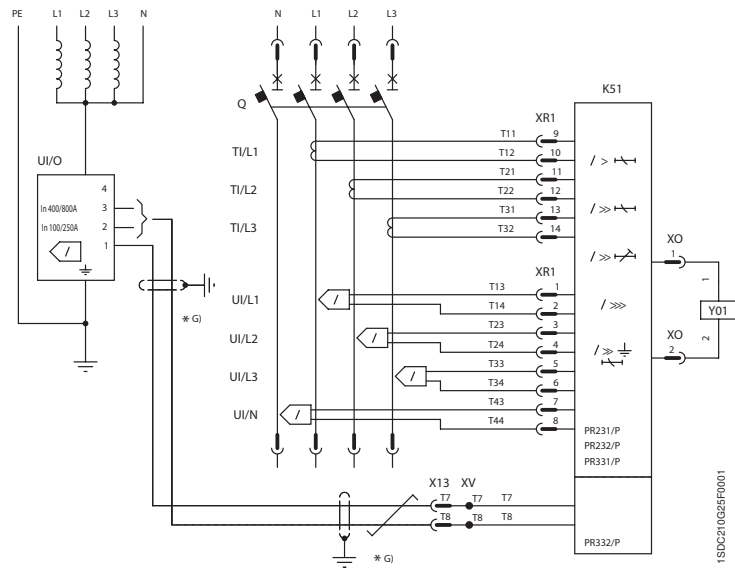 PE L1 L2 L3 N
N L1 L2 L3
K51
Q
XR1
T11 9
T12 10
T21 11
T22 12
T31 13
T32 14
TI/L1
TI/L2
TI/L3
UI/O
4
In 400/800A 3
In 100/250A 2
1
/
/ >
/ >>
/ >>
/ >>>
/ >>
XO
1
1
Y01
2
XO
2
* G)
XR1
T13 1
T14 2
T23 3
T24 4
T33 5
T34 6
T43 7
T44 8
UI/L1 /
UI/L2 /
UI/L3 /
UI/N /
PR231/P
PR232/P
PR331/P
X13 XV
T7 T7 T7
T8 T8 T8
PR332/P
* G)
1SDC210G25F0001